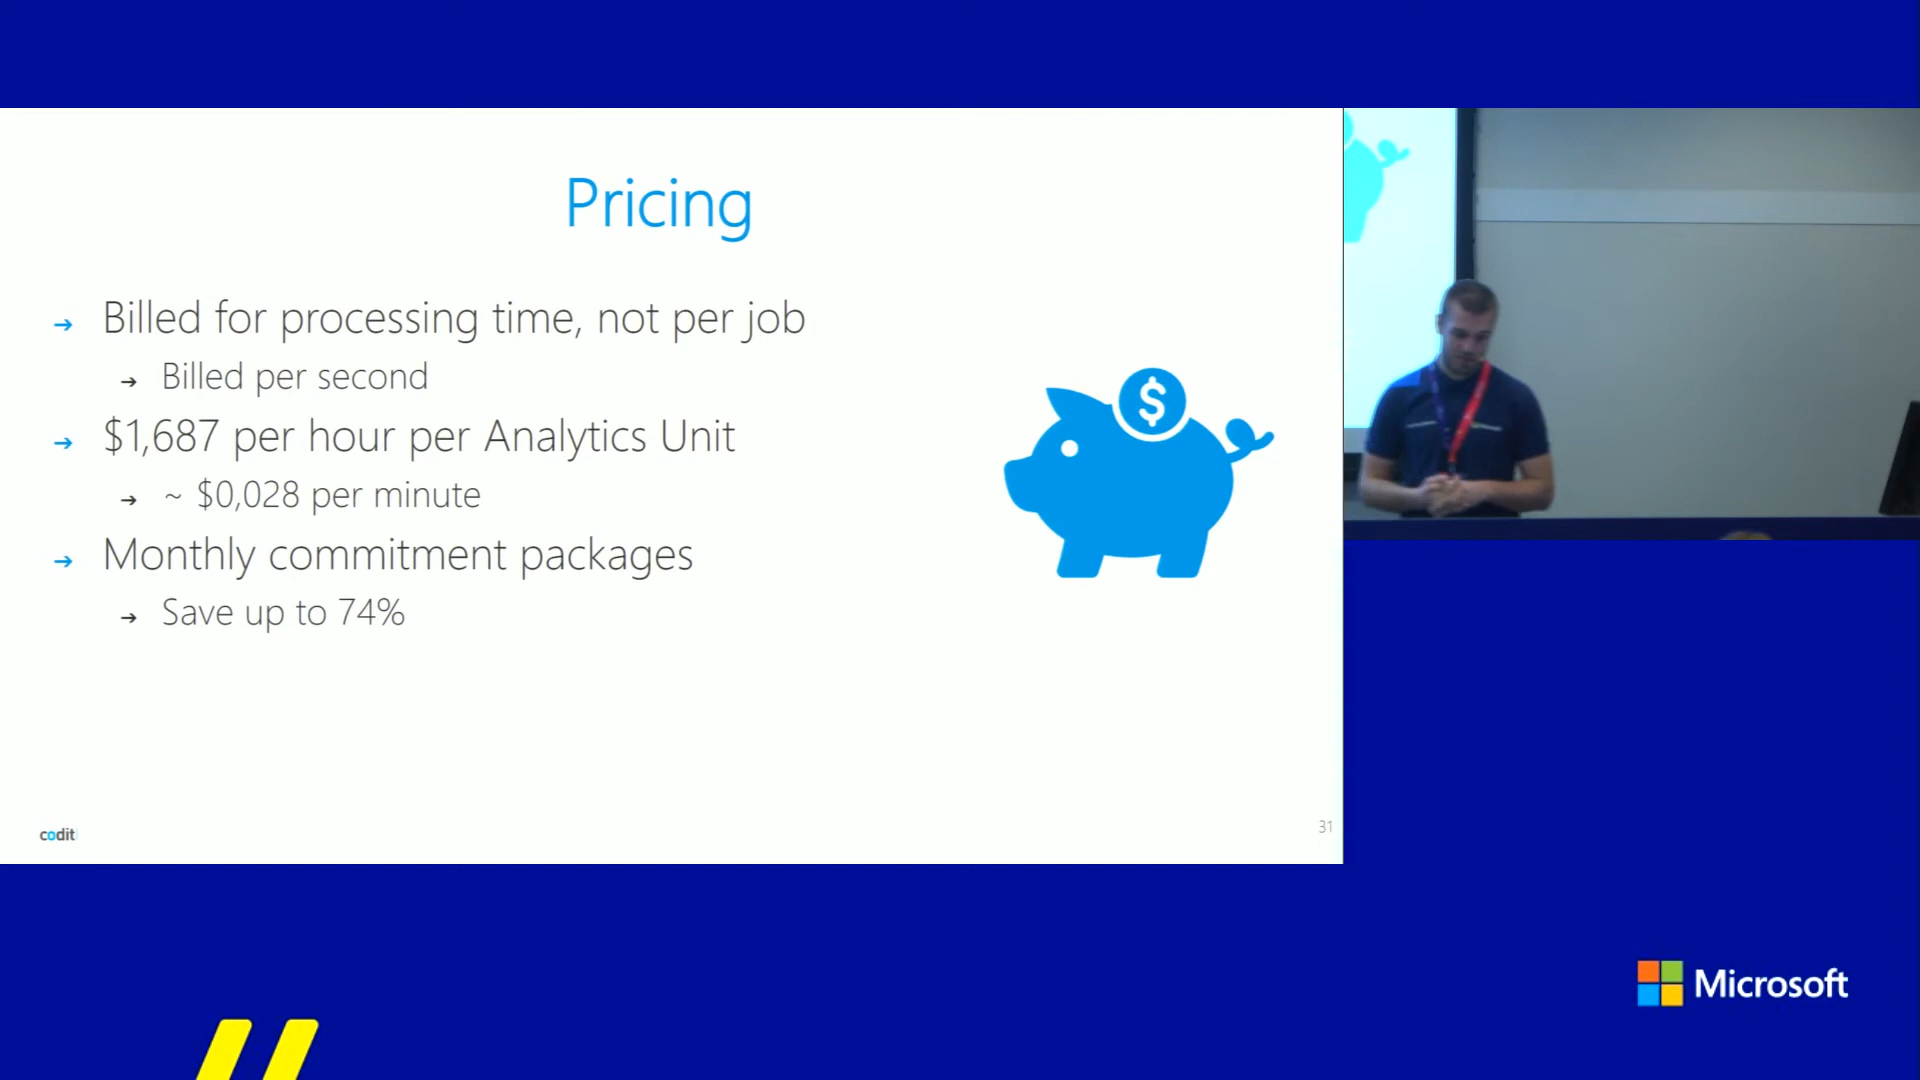 Pricing
➔ Billed for processing time, not per job
➔ Billed per second
➔ $1,687 per hour per Analytics Unit
➔ ~ $0,028 per minute
➔ Monthly commitment packages
➔ Save up to 74%
$
codit
31
Microsoft